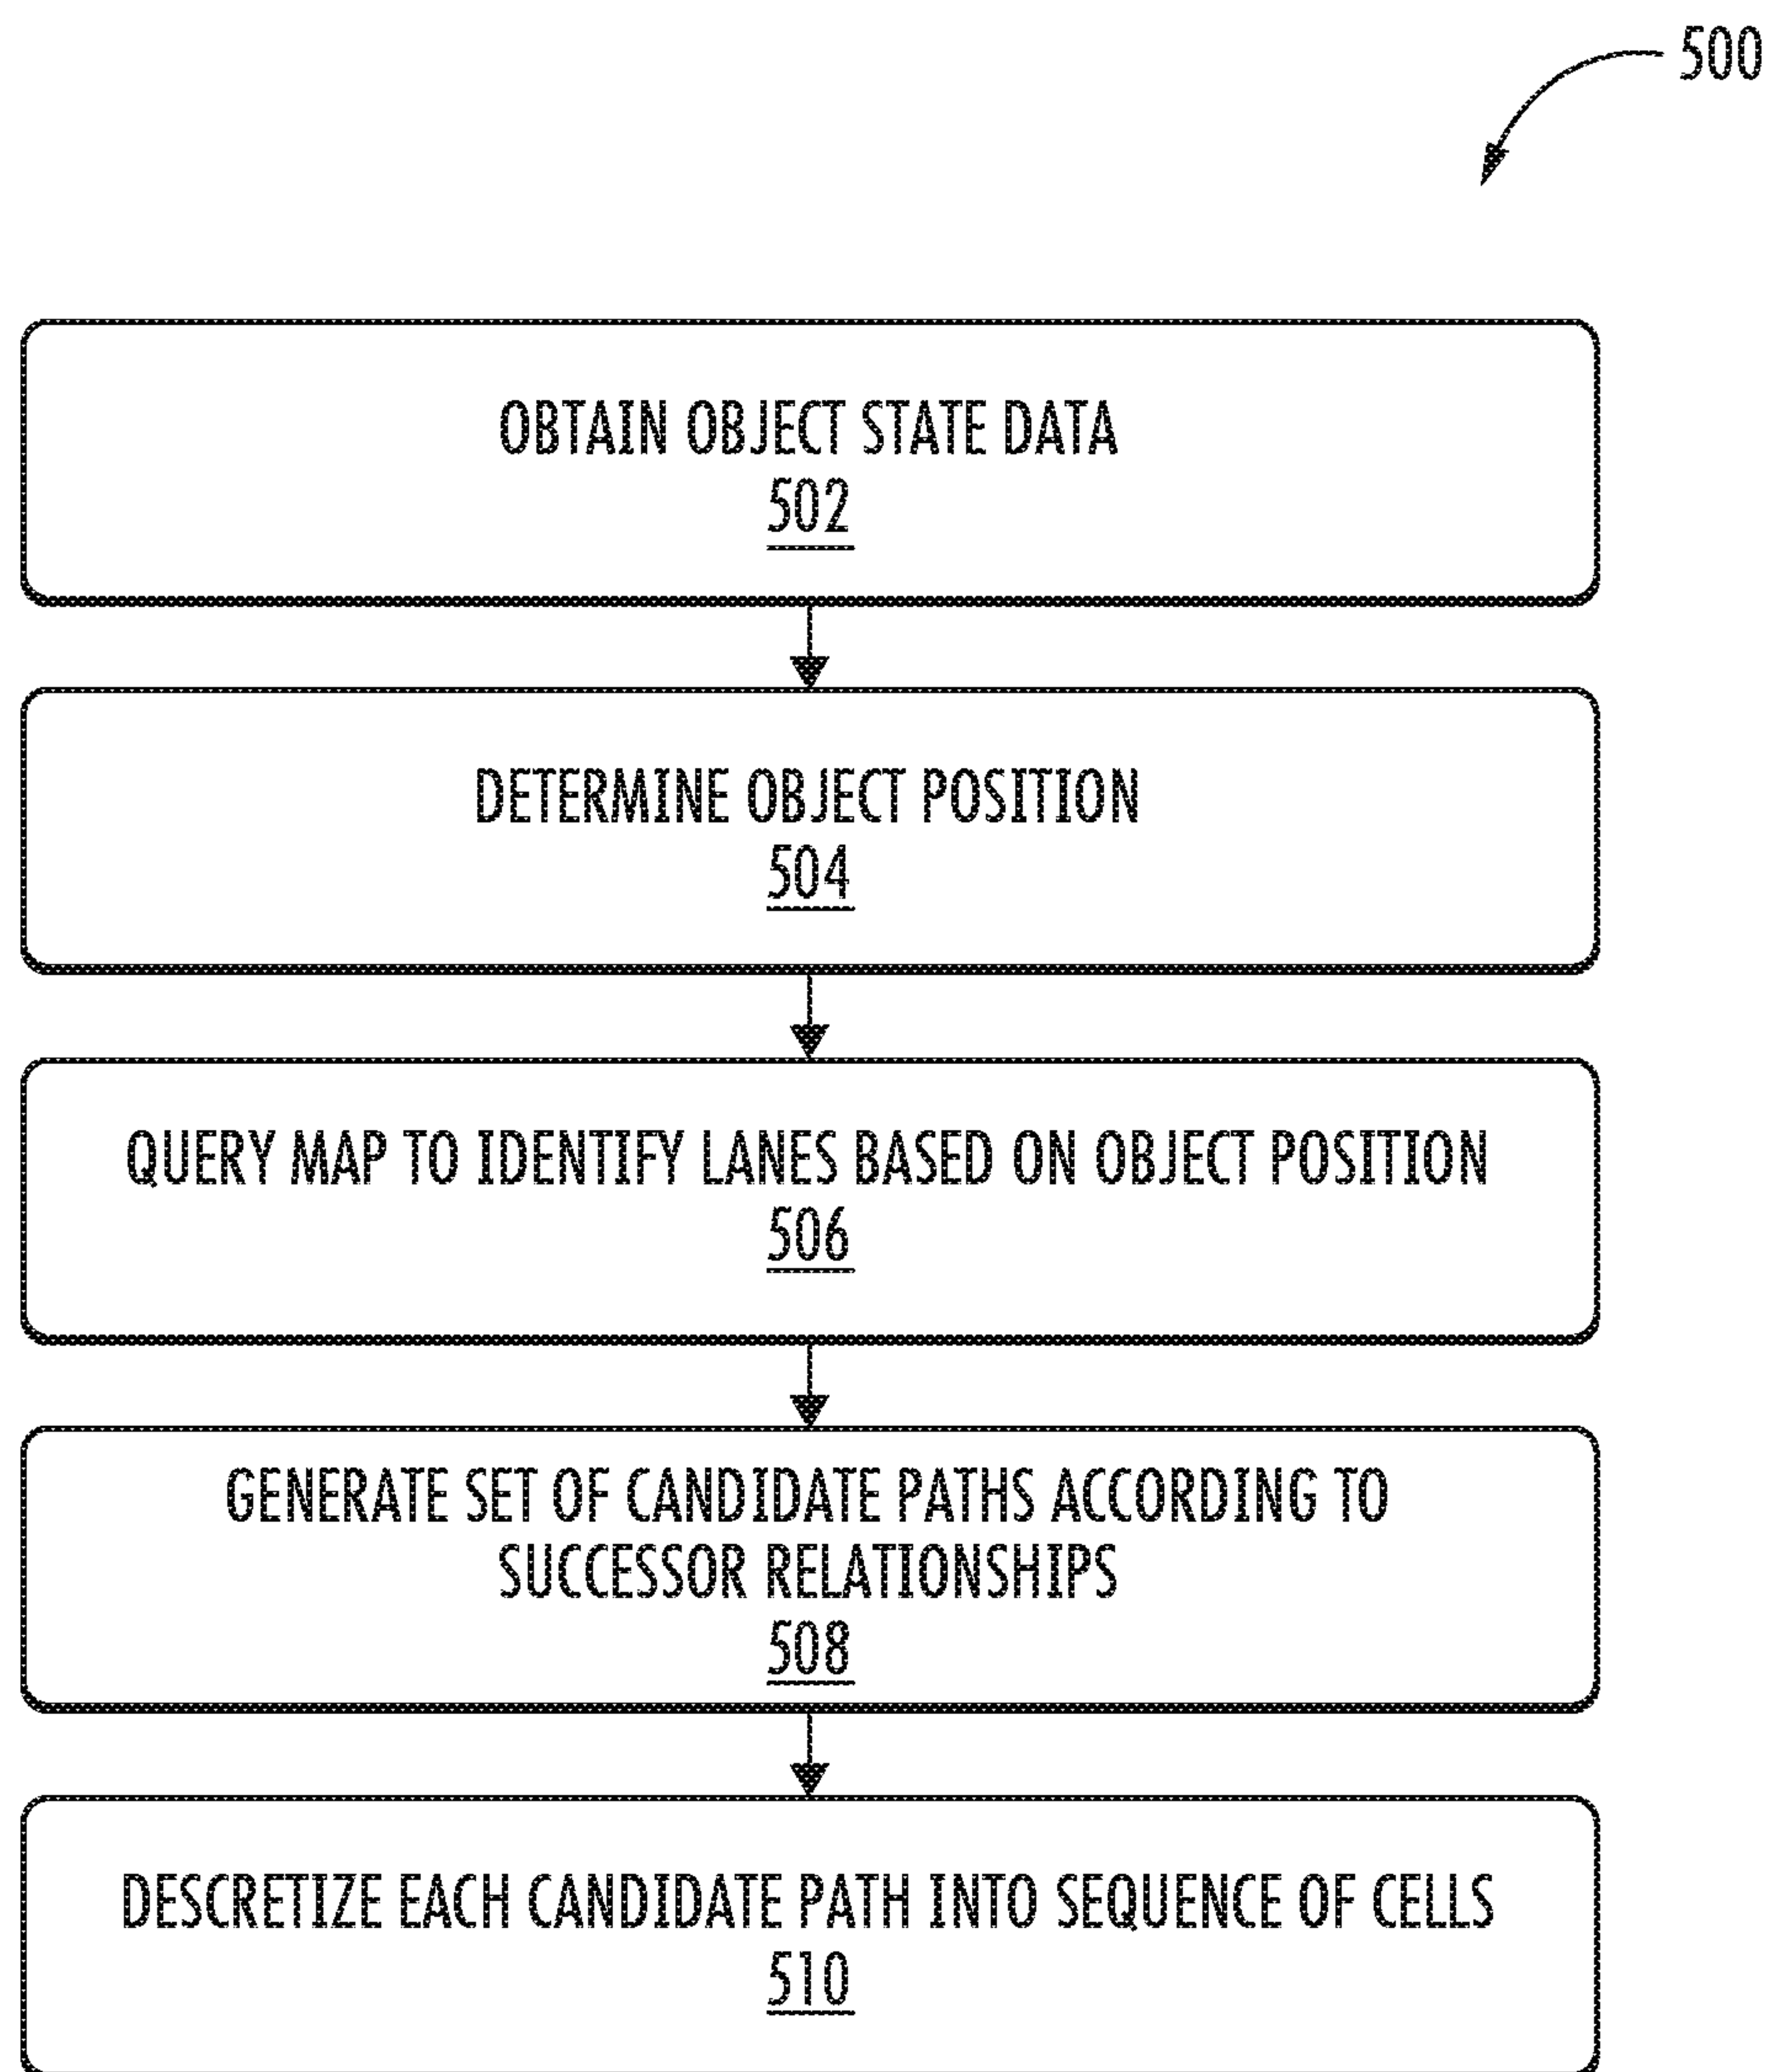 500
OBTAIN OBJECT STATE DATA
502
DETERMINE OBJECT POSITION
504
QUERY MAP TO IDENTIFY LANES BASED ON OBJECT POSITION
506
GENERATE SET OF CANDIDATE PATHS ACCORDING TO
SUCCESSOR RELATIONSHIPS
508
DESCRETIZE EACH CANDIDATE PATH INTO SEQUENCE OF CELLS
510